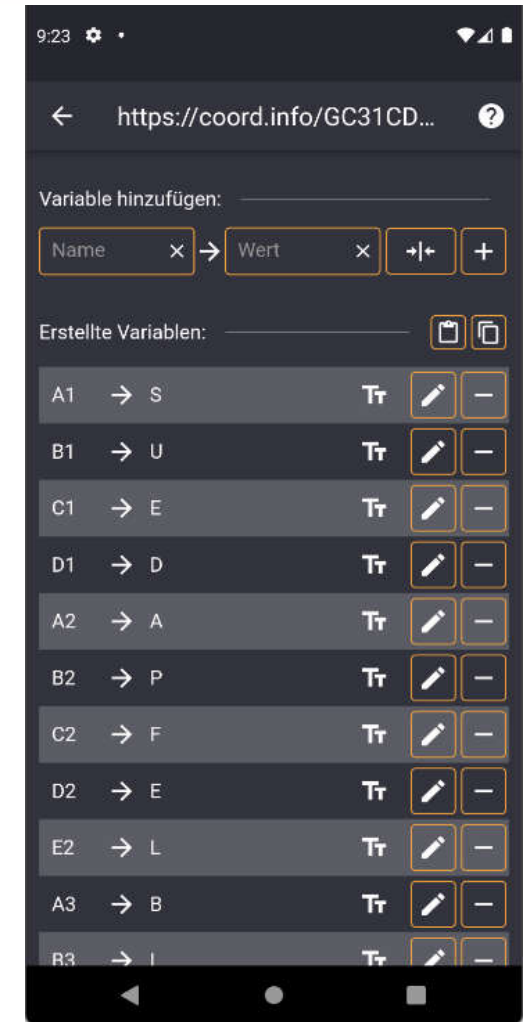 9:23
https://coord.info/GC31CD...
Variable hinzufügen:
Name → Wert
Erstellte Variablen:
A1 → S
B1 → U
C1 → E
D1 → D
A2 → A
B2 → P
C2 → F
D2 → E
E2 → L
A3 → B
B3 →